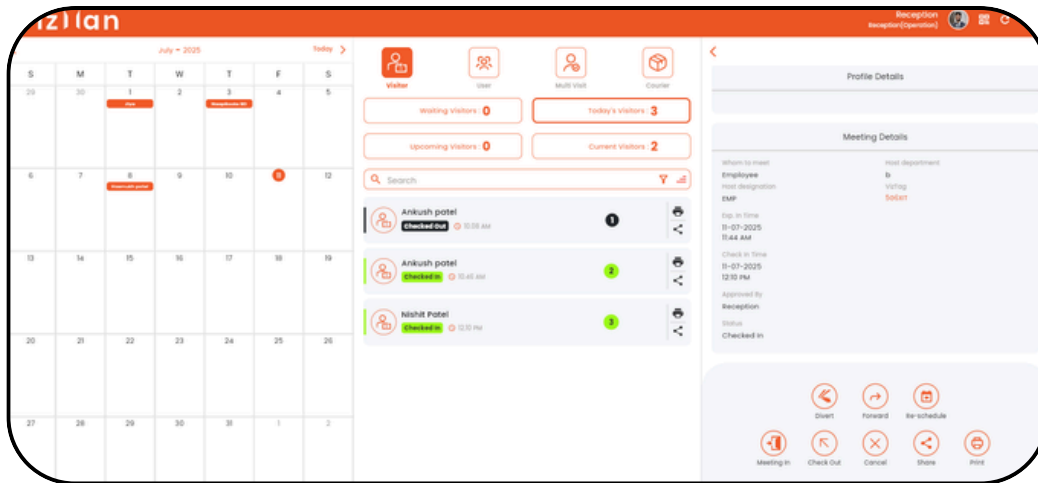 Reception
Reception(Operation)
July - 2025
Today
S M T W T F S
29 30 1 2 3 4 5
6 7 8 9 10 11 12
13 14 15 16 17 18 19
20 21 22 23 24 25 26
27 28 29 30 31 1 2
Visitor
User
Multi Visit
Courier
Waiting Visitors : 0
Today's Visitors : 3
Upcoming Visitors : 0
Current Visitors : 2
Search
Ankush patel
Checked Out 10:38 AM
1
Ankush patel
Checked In 10:45 AM
2
Nishit Patel
Checked In 12:10 PM
3
Profile Details
Meeting Details
Whom to meet
Employee
Host department
b
Host designation
EMP
VizTag
Select
Exp. In Time
11-07-2025
11:44 AM
Check In Time
11-07-2025
12:10 PM
Approved By
Reception
Status
Checked In
Divert
Forward
Re-schedule
Meeting In
Check Out
Cancel
Share
Print